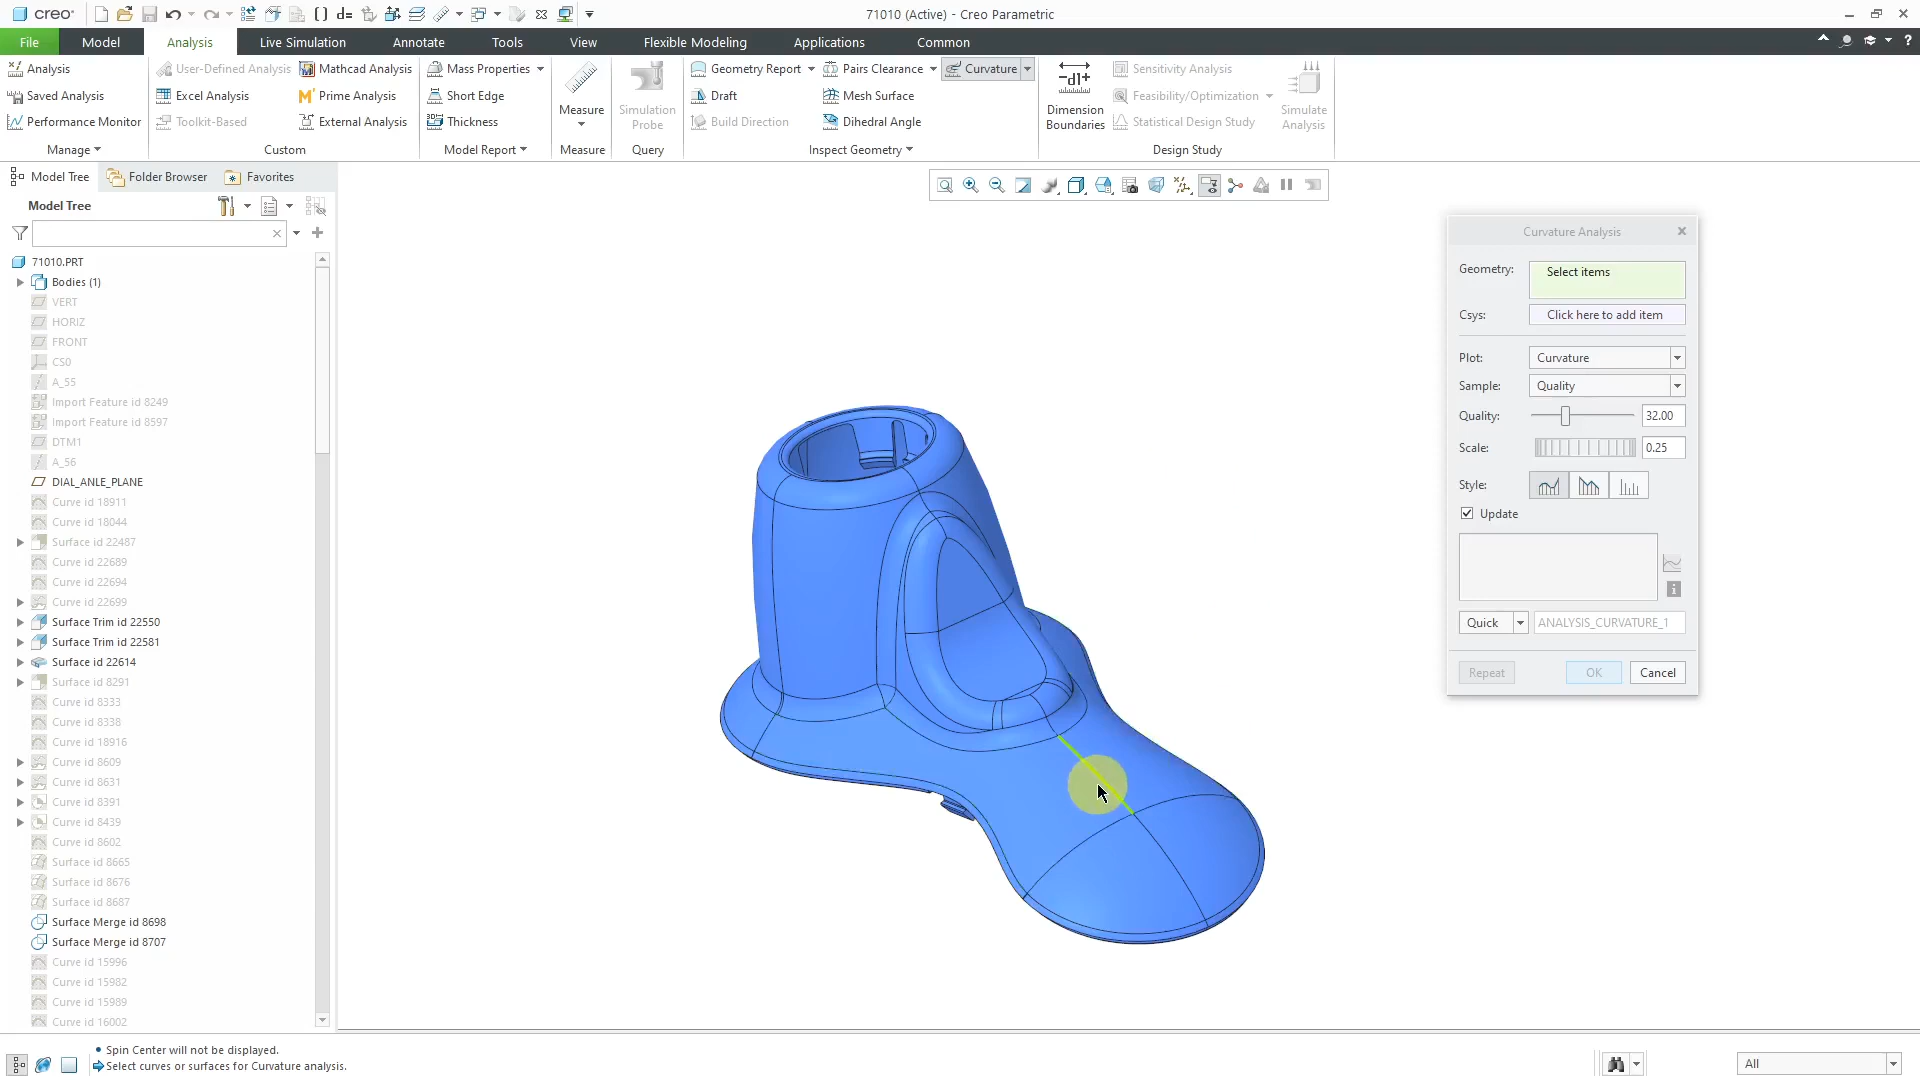 creo
71010 (Active) - Creo Parametric
File
Model
Analysis
Live Simulation
Annotate
Tools
View
Flexible Modeling
Applications
Common
Analysis
Saved Analysis
Performance Monitor
Manage
User-Defined Analysis
Excel Analysis
Toolkit-Based
Mathcad Analysis
Prime Analysis
External Analysis
Custom
Mass Properties
Short Edge
Thickness
Model Report
Measure
Measure
Simulation
Probe
Query
Geometry Report
Draft
Build Direction
Pairs Clearance
Mesh Surface
Dihedral Angle
Curvature
Inspect Geometry
Dimension
Boundaries
Sensitivity Analysis
Feasibility/Optimization
Statistical Design Study
Simulate
Analysis
Design Study
Model Tree
Folder Browser
Favorites
Model Tree
71010.PRT
Bodies (1)
VERT
HORIZ
FRONT
CS0
A_55
Import Feature id 8249
Import Feature id 8597
DTM1
A_56
DIAL_ANLE_PLANE
Curve id 18911
Curve id 18044
Surface id 22487
Curve id 22689
Curve id 22694
Curve id 22699
Surface Trim id 22550
Surface Trim id 22581
Surface id 22614
Surface id 8291
Curve id 8333
Curve id 8338
Curve id 18916
Curve id 8609
Curve id 8631
Curve id 8391
Curve id 8439
Curve id 8602
Surface id 8665
Surface id 8676
Surface id 8687
Surface Merge id 8698
Surface Merge id 8707
Curve id 15996
Curve id 15982
Curve id 15989
Curve id 16002
Curvature Analysis
Geometry: Select items
Csys: Click here to add item
Plot: Curvature
Sample: Quality
Quality: 32.00
Scale: 0.25
Style:
Update
Quick ANALYSIS_CURVATURE_1
Repeat OK Cancel
• Spin Center will not be displayed.
Select curves or surfaces for Curvature analysis.
All